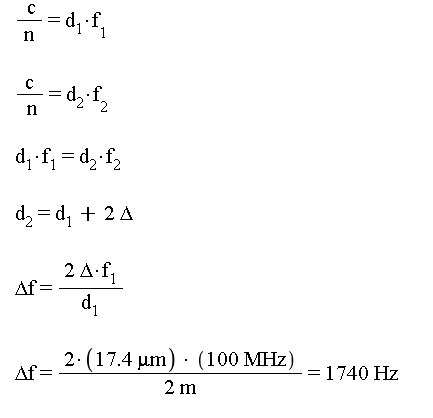 c/n = d₁·f₁
c/n = d₂·f₂
d₁·f₁ = d₂·f₂
d₂ = d₁ + 2 Δ
Δf = 2 Δ·f₁ / d₁
Δf = 2·(17.4 μm) · (100 MHz) / 2 m = 1740 Hz